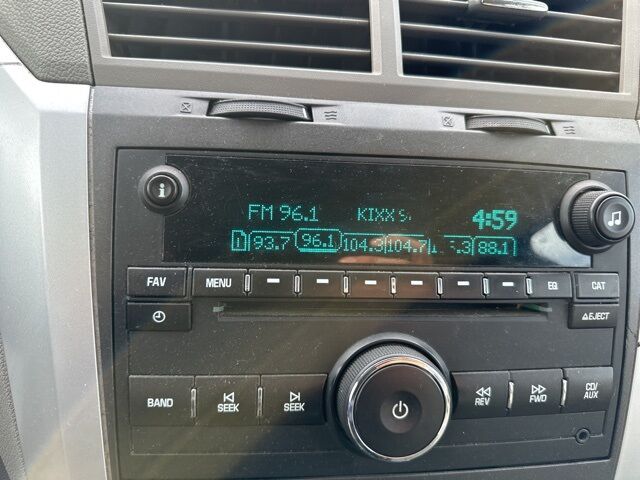 FM 96.1 KIXX 4:59
1 93.7 96.1 104.3 104.7 88.1
FAV MENU EQ CAT
EJECT
BAND SEEK SEEK REV FWD CD/AUX